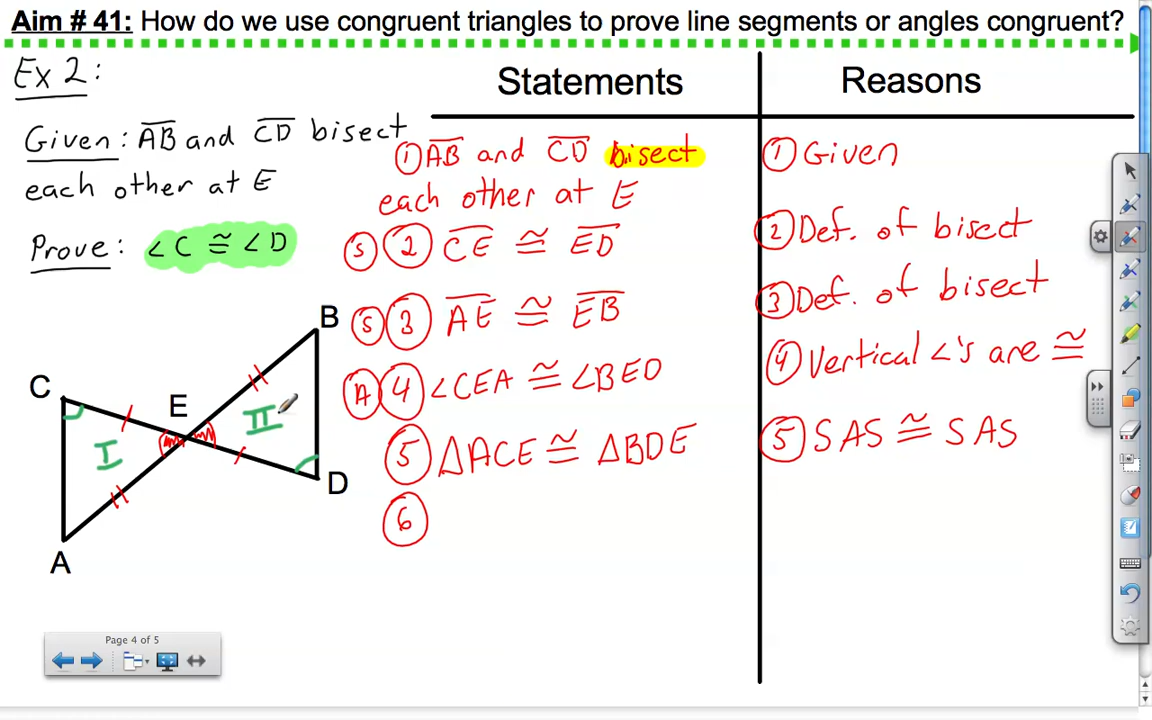 Aim # 41: How do we use congruent triangles to prove line segments or angles congruent?
Ex 2:
Given: AB and CD bisect
each other at E
Prove: ∠C ≅ ∠D
B
C
E
I
II
D
A
Statements
① AB and CD bisect
each other at E
Ⓢ ② CE ≅ ED
Ⓢ ③ AE ≅ EB
Ⓐ ④ ∠CEA ≅ ∠BED
⑤ △ACE ≅ △BDE
⑥
Reasons
① Given
② Def. of bisect
③ Def. of bisect
④ Vertical ∠'s are ≅
⑤ SAS ≅ SAS
Page 4 of 5